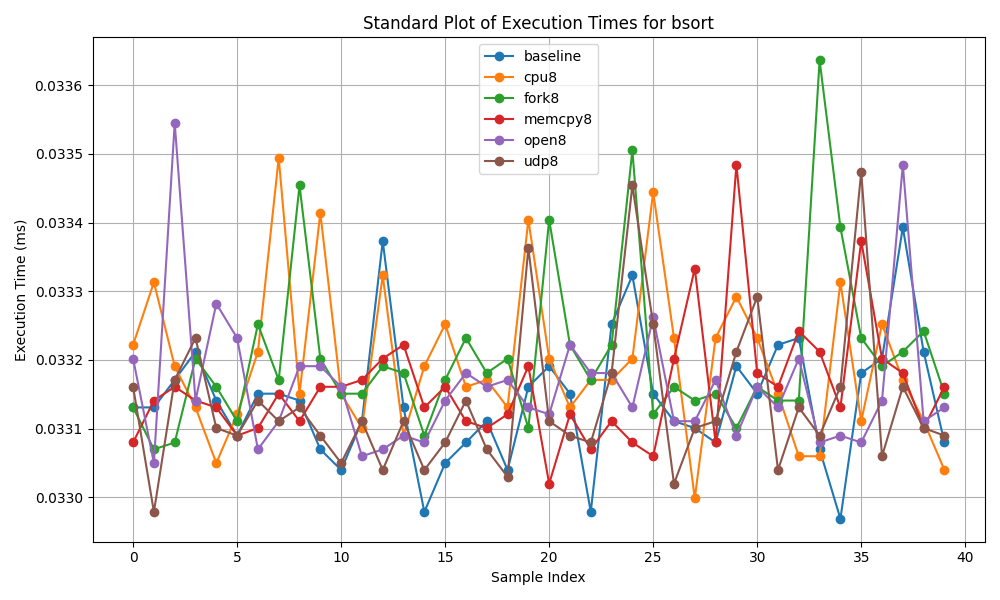 Standard Plot of Execution Times for bsort
baseline
cpu8
fork8
memcpy8
open8
udp8
Execution Time (ms)
0.0336
0.0335
0.0334
0.0333
0.0332
0.0331
0.0330
0 5 10 15 20 25 30 35 40
Sample Index